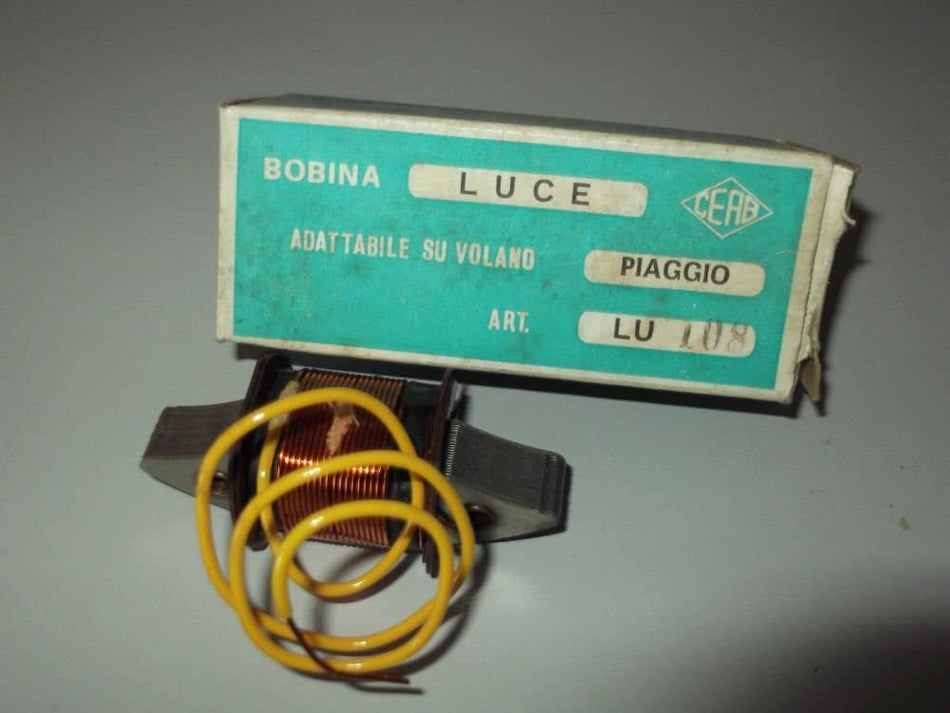 BOBINA LUCE
CEAB
ADATTABILE SU VOLANO PIAGGIO
ART. LU 108